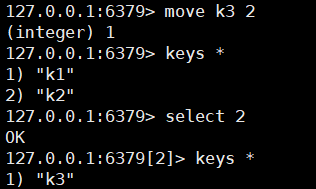 127.0.0.1:6379> move k3 2
(integer) 1
127.0.0.1:6379> keys *
1) "k1"
2) "k2"
127.0.0.1:6379> select 2
OK
127.0.0.1:6379[2]> keys *
1) "k3"